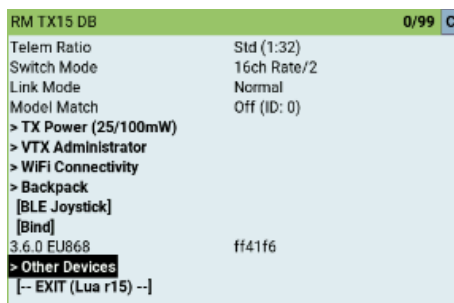 RM TX15 DB 0/99 C
Telem Ratio Std (1:32)
Switch Mode 16ch Rate/2
Link Mode Normal
Model Match Off (ID: 0)
> TX Power (25/100mW)
> VTX Administrator
> WiFi Connectivity
> Backpack
[BLE Joystick]
[Bind]
3.6.0 EU868 ff41f6
> Other Devices
[-- EXIT (Lua r15) --]